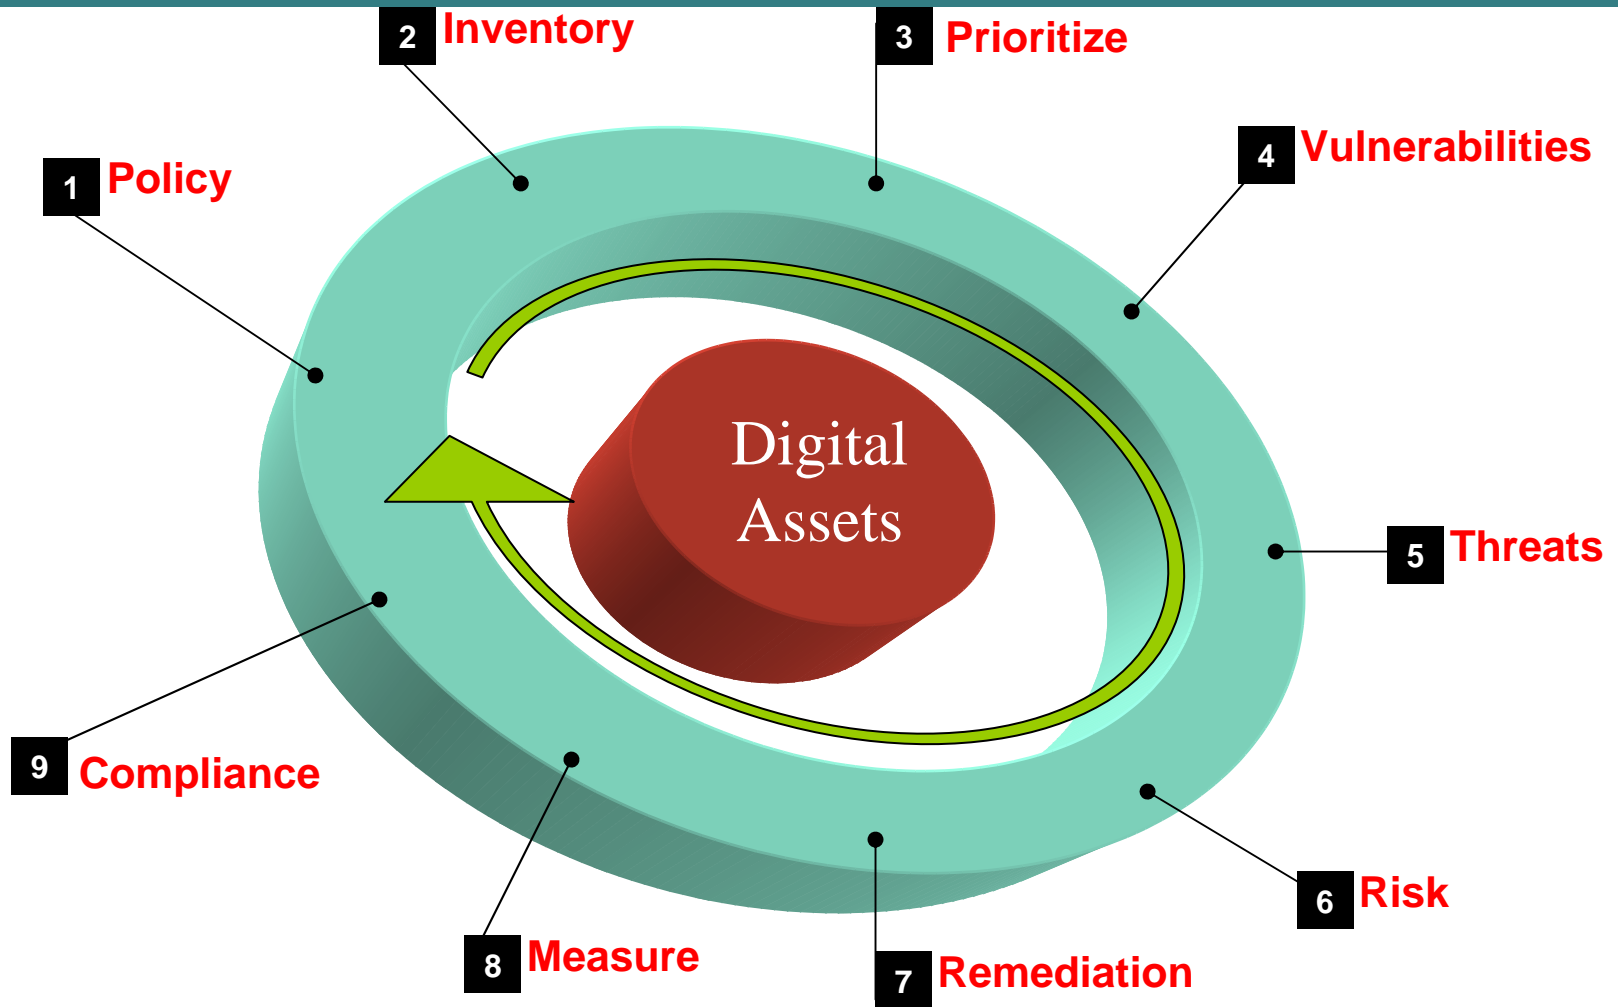 2 Inventory
3 Prioritize
4 Vulnerabilities
1 Policy
Digital
Assets
5 Threats
9 Compliance
6 Risk
8 Measure
7 Remediation